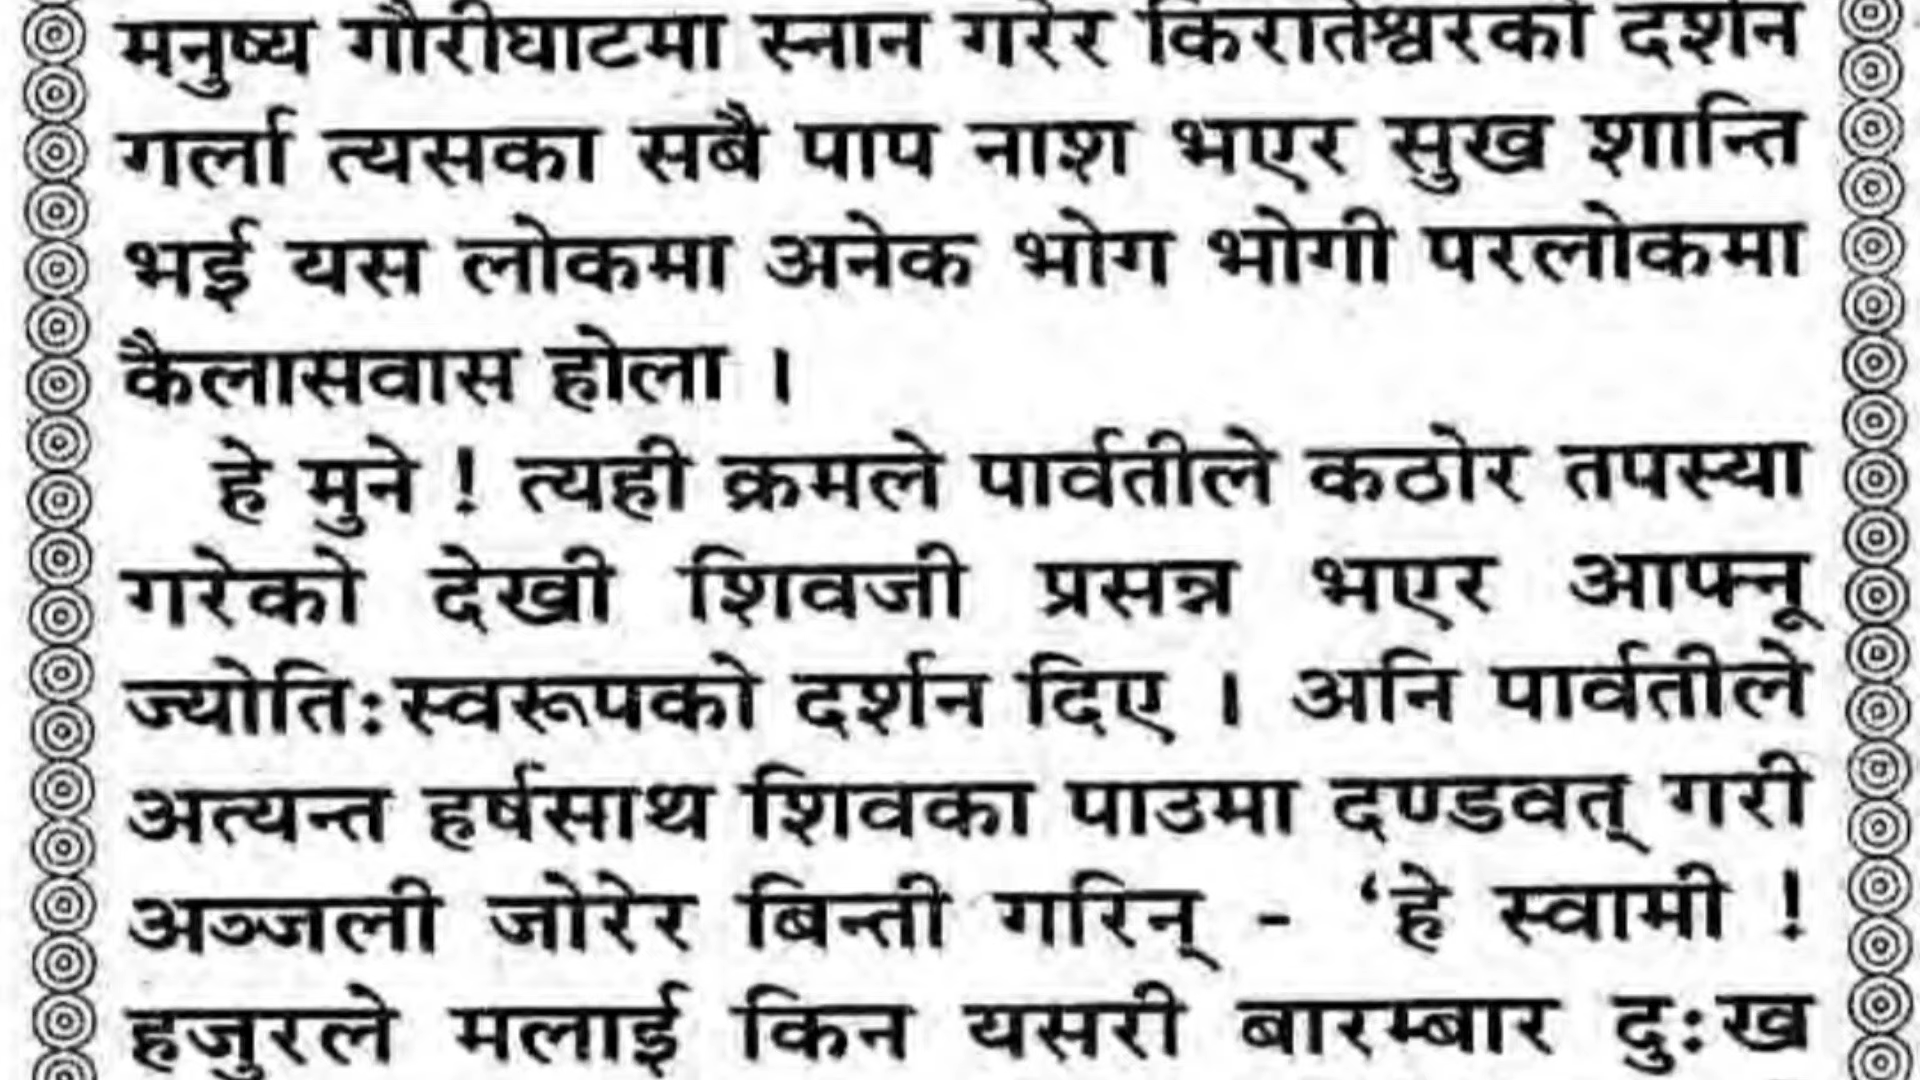 मनुष्य गौरीघाटमा स्नान गरेर किरातेश्वरको दर्शन
गर्ला त्यसका सबै पाप नाश भएर सुख शान्ति
भई यस लोकमा अनेक भोग भोगी परलोकमा
कैलासवास होला ।
हे मुने ! त्यही क्रमले पार्वतीले कठोर तपस्या
गरेको देखी शिवजी प्रसन्न भएर आफ्नू
ज्योतिःस्वरूपको दर्शन दिए । अनि पार्वतीले
अत्यन्त हर्षसाथ शिवका पाउमा दण्डवत् गरी
अञ्जली जोरेर बिन्ती गरिन् - ‘हे स्वामी !
हजुरले मलाई किन यसरी बारम्बार दुःख